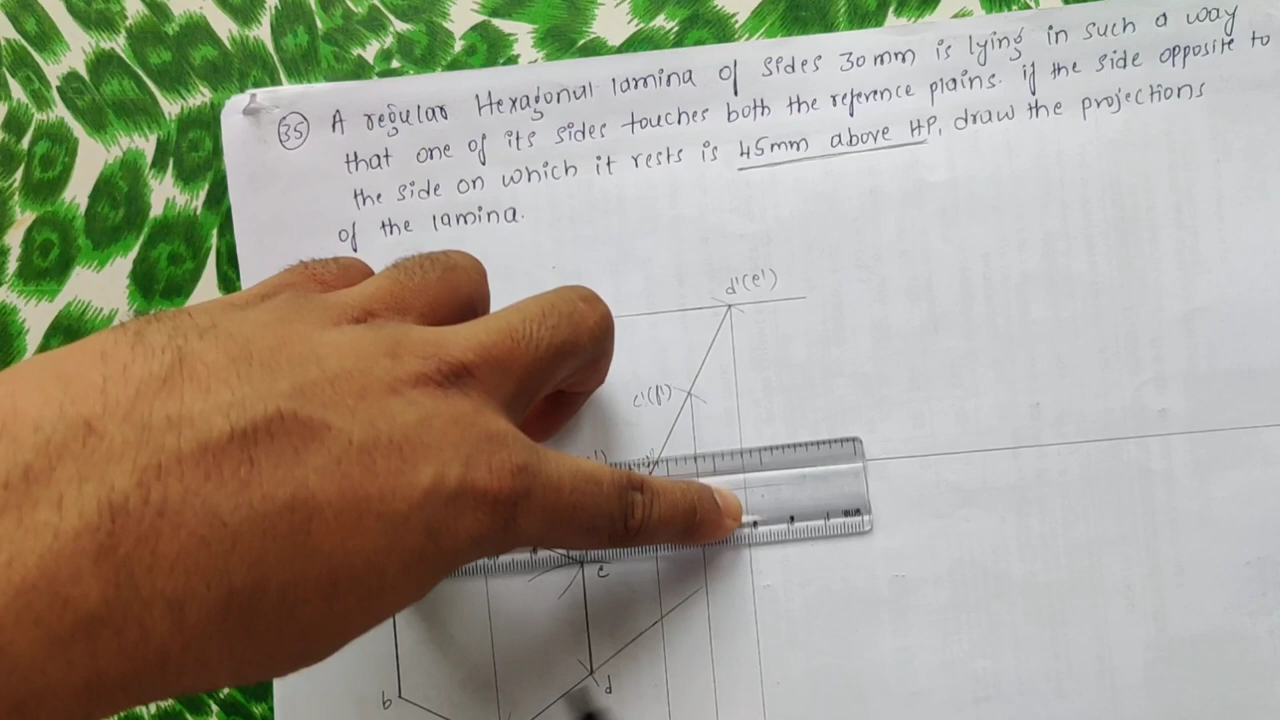 35 A regular Hexagonal lamina of sides 30mm is lying in such a way
that one of its sides touches both the reference plains. if the side opposite to
the side on which it rests is 45mm above HP, draw the projections
of the lamina.
d'(e')
c'(f')
e
d
b